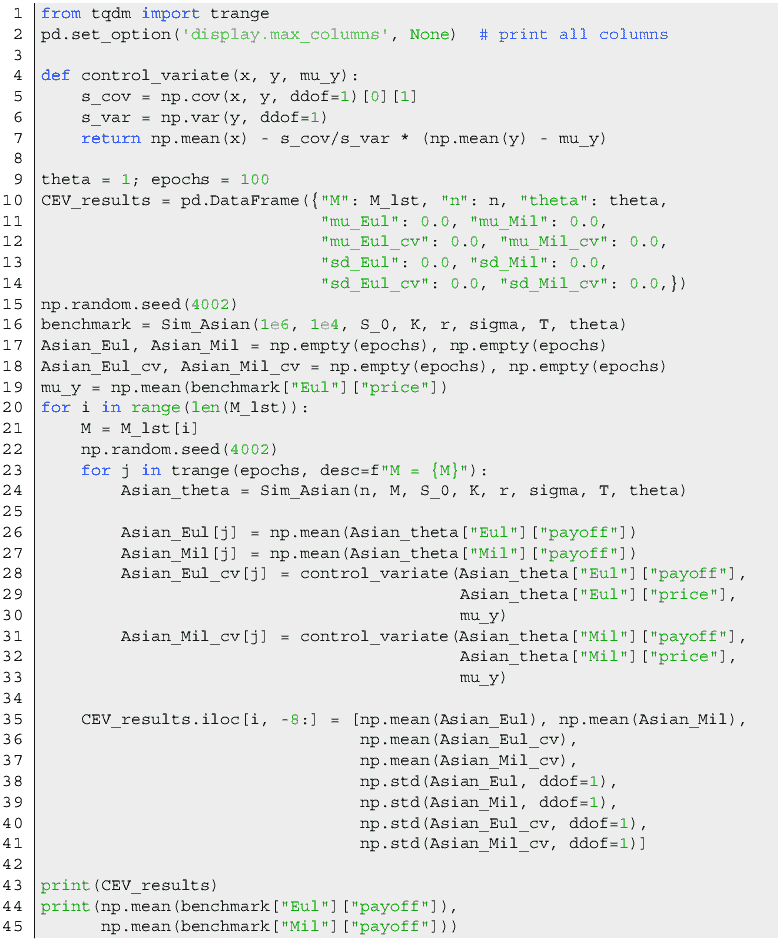 1 from tqdm import trange
2 pd.set_option('display.max_columns', None)  # print all columns
3
4 def control_variate(x, y, mu_y):
5     s_cov = np.cov(x, y, ddof=1)[0][1]
6     s_var = np.var(y, ddof=1)
7     return np.mean(x) - s_cov/s_var * (np.mean(y) - mu_y)
8
9 theta = 1; epochs = 100
10 CEV_results = pd.DataFrame({"M": M_lst, "n": n, "theta": theta,
11                             "mu_Eul": 0.0, "mu_Mil": 0.0,
12                             "mu_Eul_cv": 0.0, "mu_Mil_cv": 0.0,
13                             "sd_Eul": 0.0, "sd_Mil": 0.0,
14                             "sd_Eul_cv": 0.0, "sd_Mil_cv": 0.0,})
15 np.random.seed(4002)
16 benchmark = Sim_Asian(1e6, 1e4, S_0, K, r, sigma, T, theta)
17 Asian_Eul, Asian_Mil = np.empty(epochs), np.empty(epochs)
18 Asian_Eul_cv, Asian_Mil_cv = np.empty(epochs), np.empty(epochs)
19 mu_y = np.mean(benchmark["Eul"]["price"])
20 for i in range(len(M_lst)):
21     M = M_lst[i]
22     np.random.seed(4002)
23     for j in trange(epochs, desc=f"M = {M}"):
24         Asian_theta = Sim_Asian(n, M, S_0, K, r, sigma, T, theta)
25
26         Asian_Eul[j] = np.mean(Asian_theta["Eul"]["payoff"])
27         Asian_Mil[j] = np.mean(Asian_theta["Mil"]["payoff"])
28         Asian_Eul_cv[j] = control_variate(Asian_theta["Eul"]["payoff"],
29                                           Asian_theta["Eul"]["price"],
30                                           mu_y)
31         Asian_Mil_cv[j] = control_variate(Asian_theta["Mil"]["payoff"],
32                                           Asian_theta["Mil"]["price"],
33                                           mu_y)
34
35     CEV_results.iloc[i, -8:] = [np.mean(Asian_Eul), np.mean(Asian_Mil),
36                                 np.mean(Asian_Eul_cv),
37                                 np.mean(Asian_Mil_cv),
38                                 np.std(Asian_Eul, ddof=1),
39                                 np.std(Asian_Mil, ddof=1),
40                                 np.std(Asian_Eul_cv, ddof=1),
41                                 np.std(Asian_Mil_cv, ddof=1)]
42
43 print(CEV_results)
44 print(np.mean(benchmark["Eul"]["payoff"]),
45       np.mean(benchmark["Mil"]["payoff"]))